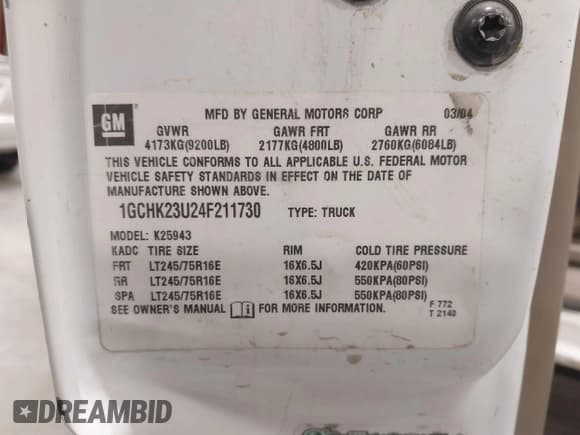 MFD BY GENERAL MOTORS CORP 03/04
GM
GVWR GAWR FRT GAWR RR
4173KG(9200LB) 2177KG(4800LB) 2760KG(6084LB)
THIS VEHICLE CONFORMS TO ALL APPLICABLE U.S. FEDERAL MOTOR
VEHICLE SAFETY STANDARDS IN EFFECT ON THE DATE OF
MANUFACTURE SHOWN ABOVE.
1GCHK23U24F211730 TYPE: TRUCK
MODEL: K25943
KADC TIRE SIZE RIM COLD TIRE PRESSURE
FRT LT245/75R16E 16X6.5J 420KPA(60PSI)
RR LT245/75R16E 16X6.5J 550KPA(80PSI)
SPA LT245/75R16E 16X6.5J 550KPA(80PSI)
SEE OWNER'S MANUAL FOR MORE INFORMATION.
F 772
T 2140
DREAMBID